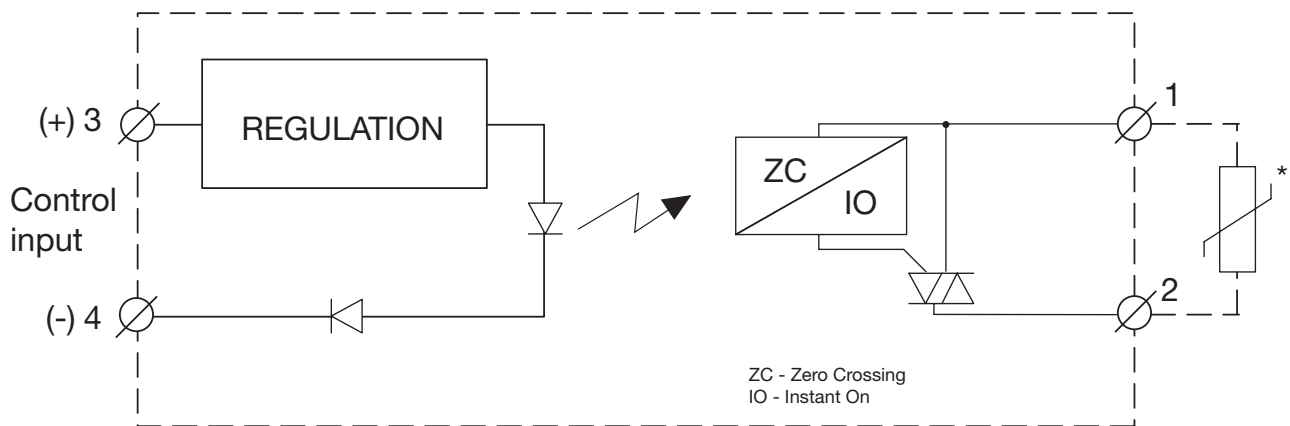 (+) 3
REGULATION
Control
input
(-) 4
ZC
IO
1
*
2
ZC - Zero Crossing
IO - Instant On